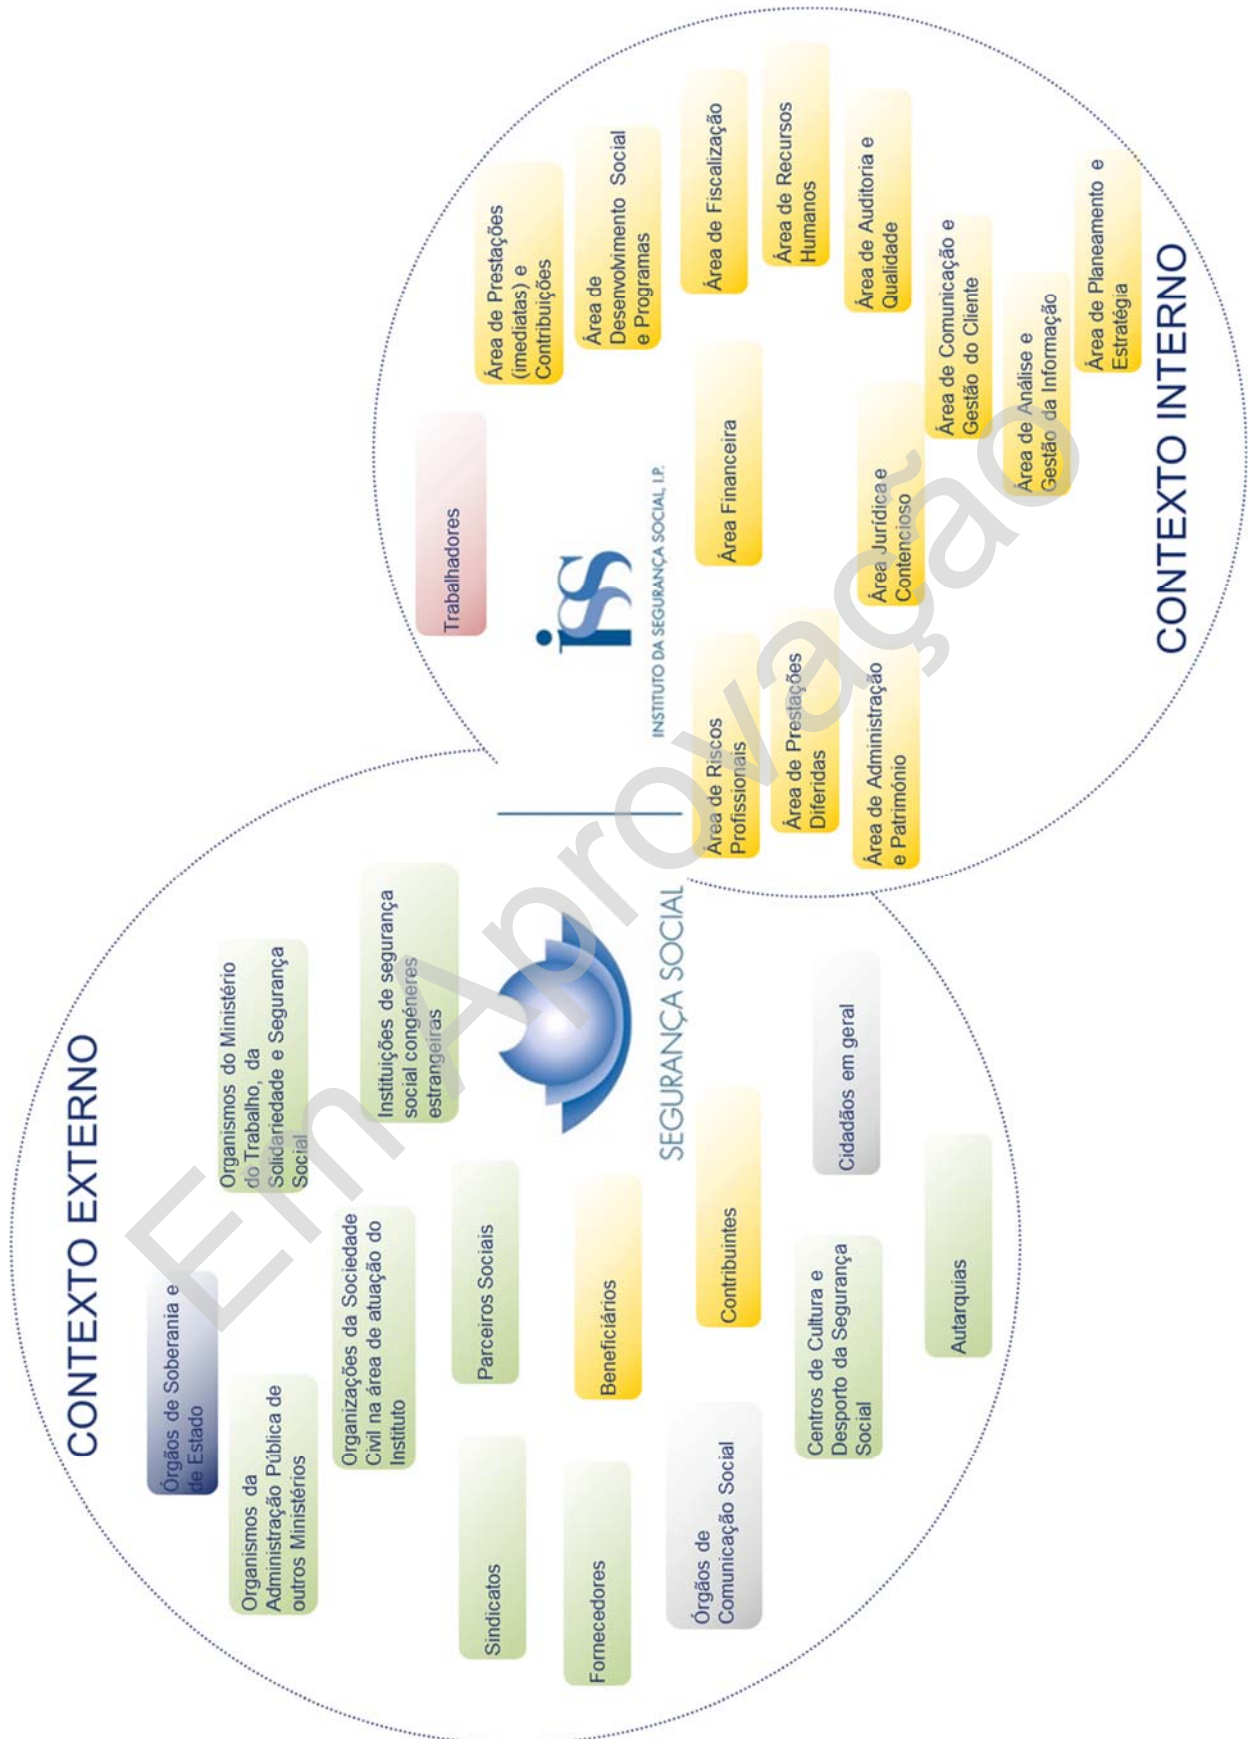 CONTEXTO EXTERNO
Órgãos de Soberania e
de Estado
Organismos da
Administração Pública de
outros Ministérios
Organismos do Ministério
do Trabalho, da
Solidariedade e Segurança
Social
Organizações da Sociedade
Civil na área de atuação do
Instituto
Instituições de segurança
social congéneres
estrangeiras
Sindicatos
Parceiros Sociais
Fornecedores
Beneficiários
SEGURANÇA SOCIAL
Órgãos de
Comunicação Social
Contribuintes
Centros de Cultura e
Desporto da Segurança
Social
Cidadãos em geral
Autarquias
Trabalhadores
Área de Prestações
(imediatas) e
Contribuições
Área de
Desenvolvimento Social
e Programas
iss
INSTITUTO DA SEGURANÇA SOCIAL, I.P.
Área de Riscos
Profissionais
Área Financeira
Área de Fiscalização
Área de Prestações
Diferidas
Área de Recursos
Humanos
Área de Administração
e Património
Área Jurídica e
Contencioso
Área de Auditoria e
Qualidade
Área de Comunicação e
Gestão do Cliente
Área de Análise e
Gestão da Informação
Área de Planeamento e
Estratégia
CONTEXTO INTERNO
Em Aprovação